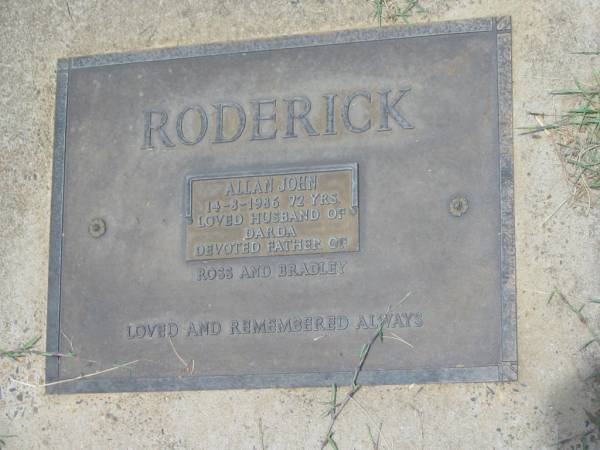 RODERICK
ALLAN JOHN
14-8-1986 72 YRS.
LOVED HUSBAND OF
DARDA
DEVOTED FATHER OF
ROSS AND BRADLEY
LOVED AND REMEMBERED ALWAYS